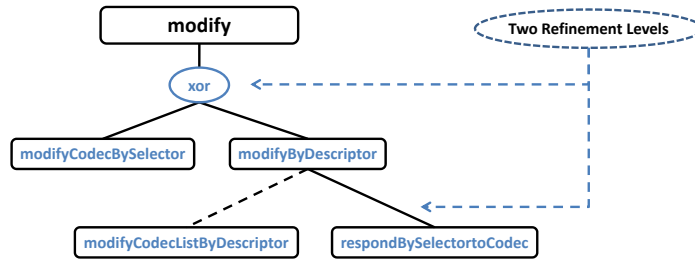 modify
Two Refinement Levels
xor
modifyCodecBySelector
modifyByDescriptor
modifyCodecListByDescriptor
respondBySelectortoCodec